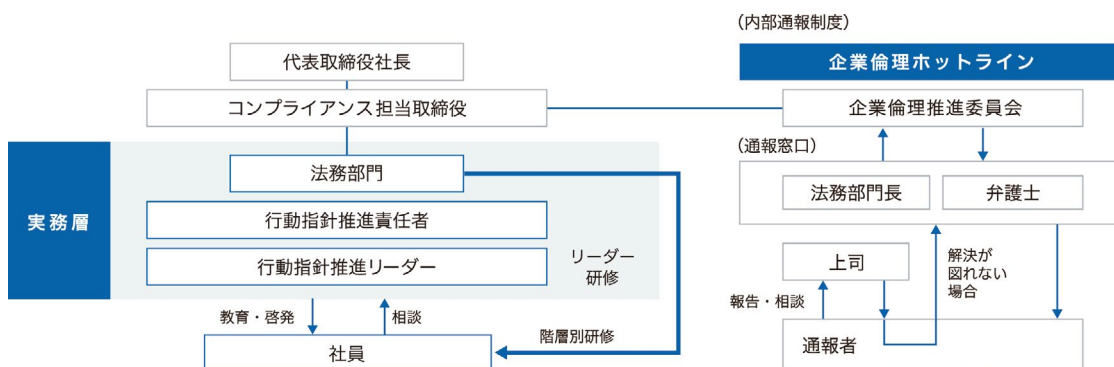 (内部通報制度)
代表取締役社長
企業倫理ホットライン
コンプライアンス担当取締役
企業倫理推進委員会
(通報窓口)
実務層
法務部門
行動指針推進責任者
行動指針推進リーダー
リーダー
研修
法務部門長
弁護士
上司
解決が
図れない
場合
報告・相談
教育・啓発
相談
階層別研修
社員
通報者